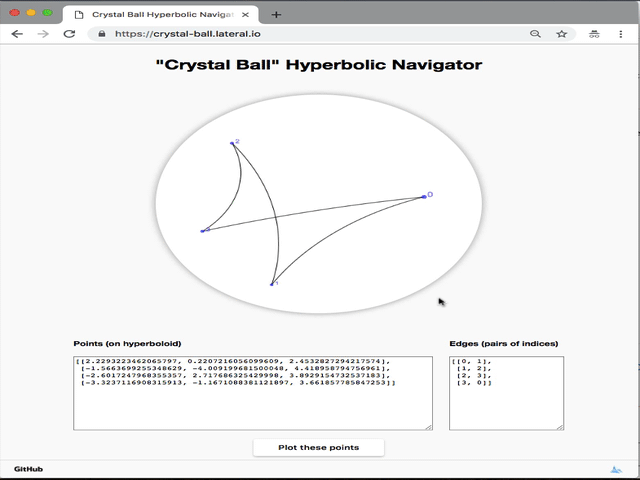 Crystal Ball Hyperbolic Navigat
https://crystal-ball.lateral.io
"Crystal Ball" Hyperbolic Navigator
2
0
3
1
Points (on hyperboloid)
Edges (pairs of indices)
[[2.2293223462065797, 0.2207216056099609, 2.4532827294217574],
[-1.5663699255348629, -4.009199681500048, 4.418958794756961],
[-2.6017247968355357, 2.717686325429998, 3.8929154732537183],
[-3.3237116908315913, -1.1671088381121897, 3.661857785847253]]
[[0, 1],
[1, 2],
[2, 3],
[3, 0]]
Plot these points
GitHub